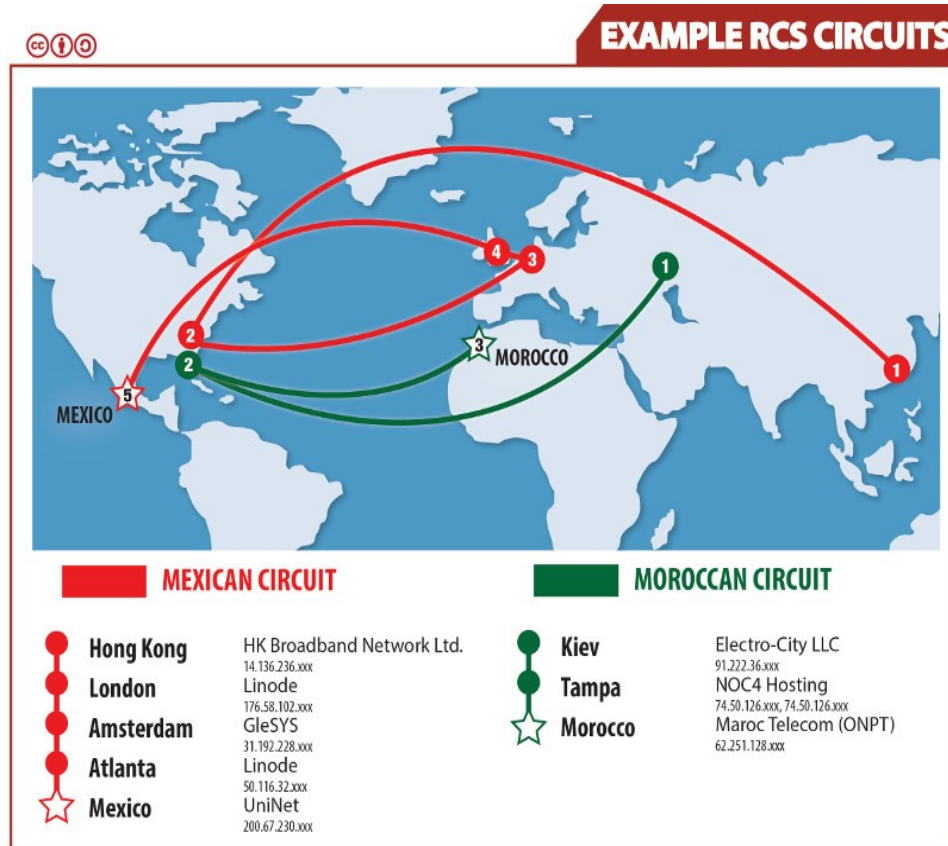 cc
EXAMPLE RCS CIRCUITS
1
4
3
2
3
MOROCCO
2
1
5
MEXICO
MEXICAN CIRCUIT
Hong Kong HK Broadband Network Ltd.
14.136.236.xxx
London Linode
176.58.102.xxx
Amsterdam GleSYS
31.192.228.xxx
Atlanta Linode
50.116.32.xxx
Mexico UniNet
200.67.230.xxx
MOROCCAN CIRCUIT
Kiev Electro-City LLC
91.222.36.xxx
Tampa NOC4 Hosting
74.50.126.xxx, 74.50.126.xxx
Morocco Maroc Telecom (ONPT)
62.251.128.xxx